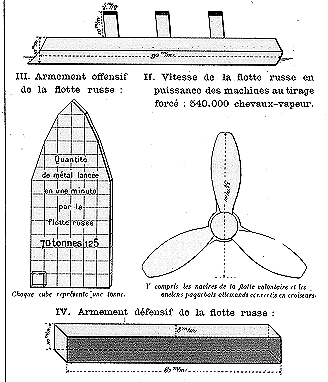 III. Armement offensif
de la flotte russe :
II. Vitesse de la flotte russe en
puissance des machines au tirage
forcé : 540.000 chevaux-vapeur.
Quantité
de métal lancée
en une minute
par la
flotte russe
70 tonnes 125
Chaque cube représente une tonne.
Y compris les navires de la flotte volontaire et les
anciens paquebots allemands convertis en croiseurs.
IV. Armement défensif de la flotte russe :